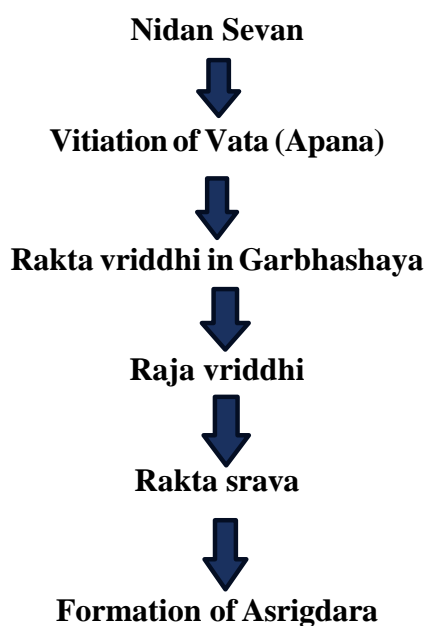 Nidan Sevan
Vitiation of Vata (Apana)
Rakta vriddhi in Garbhashaya
Raja vriddhi
Rakta srava
Formation of Asrigdara